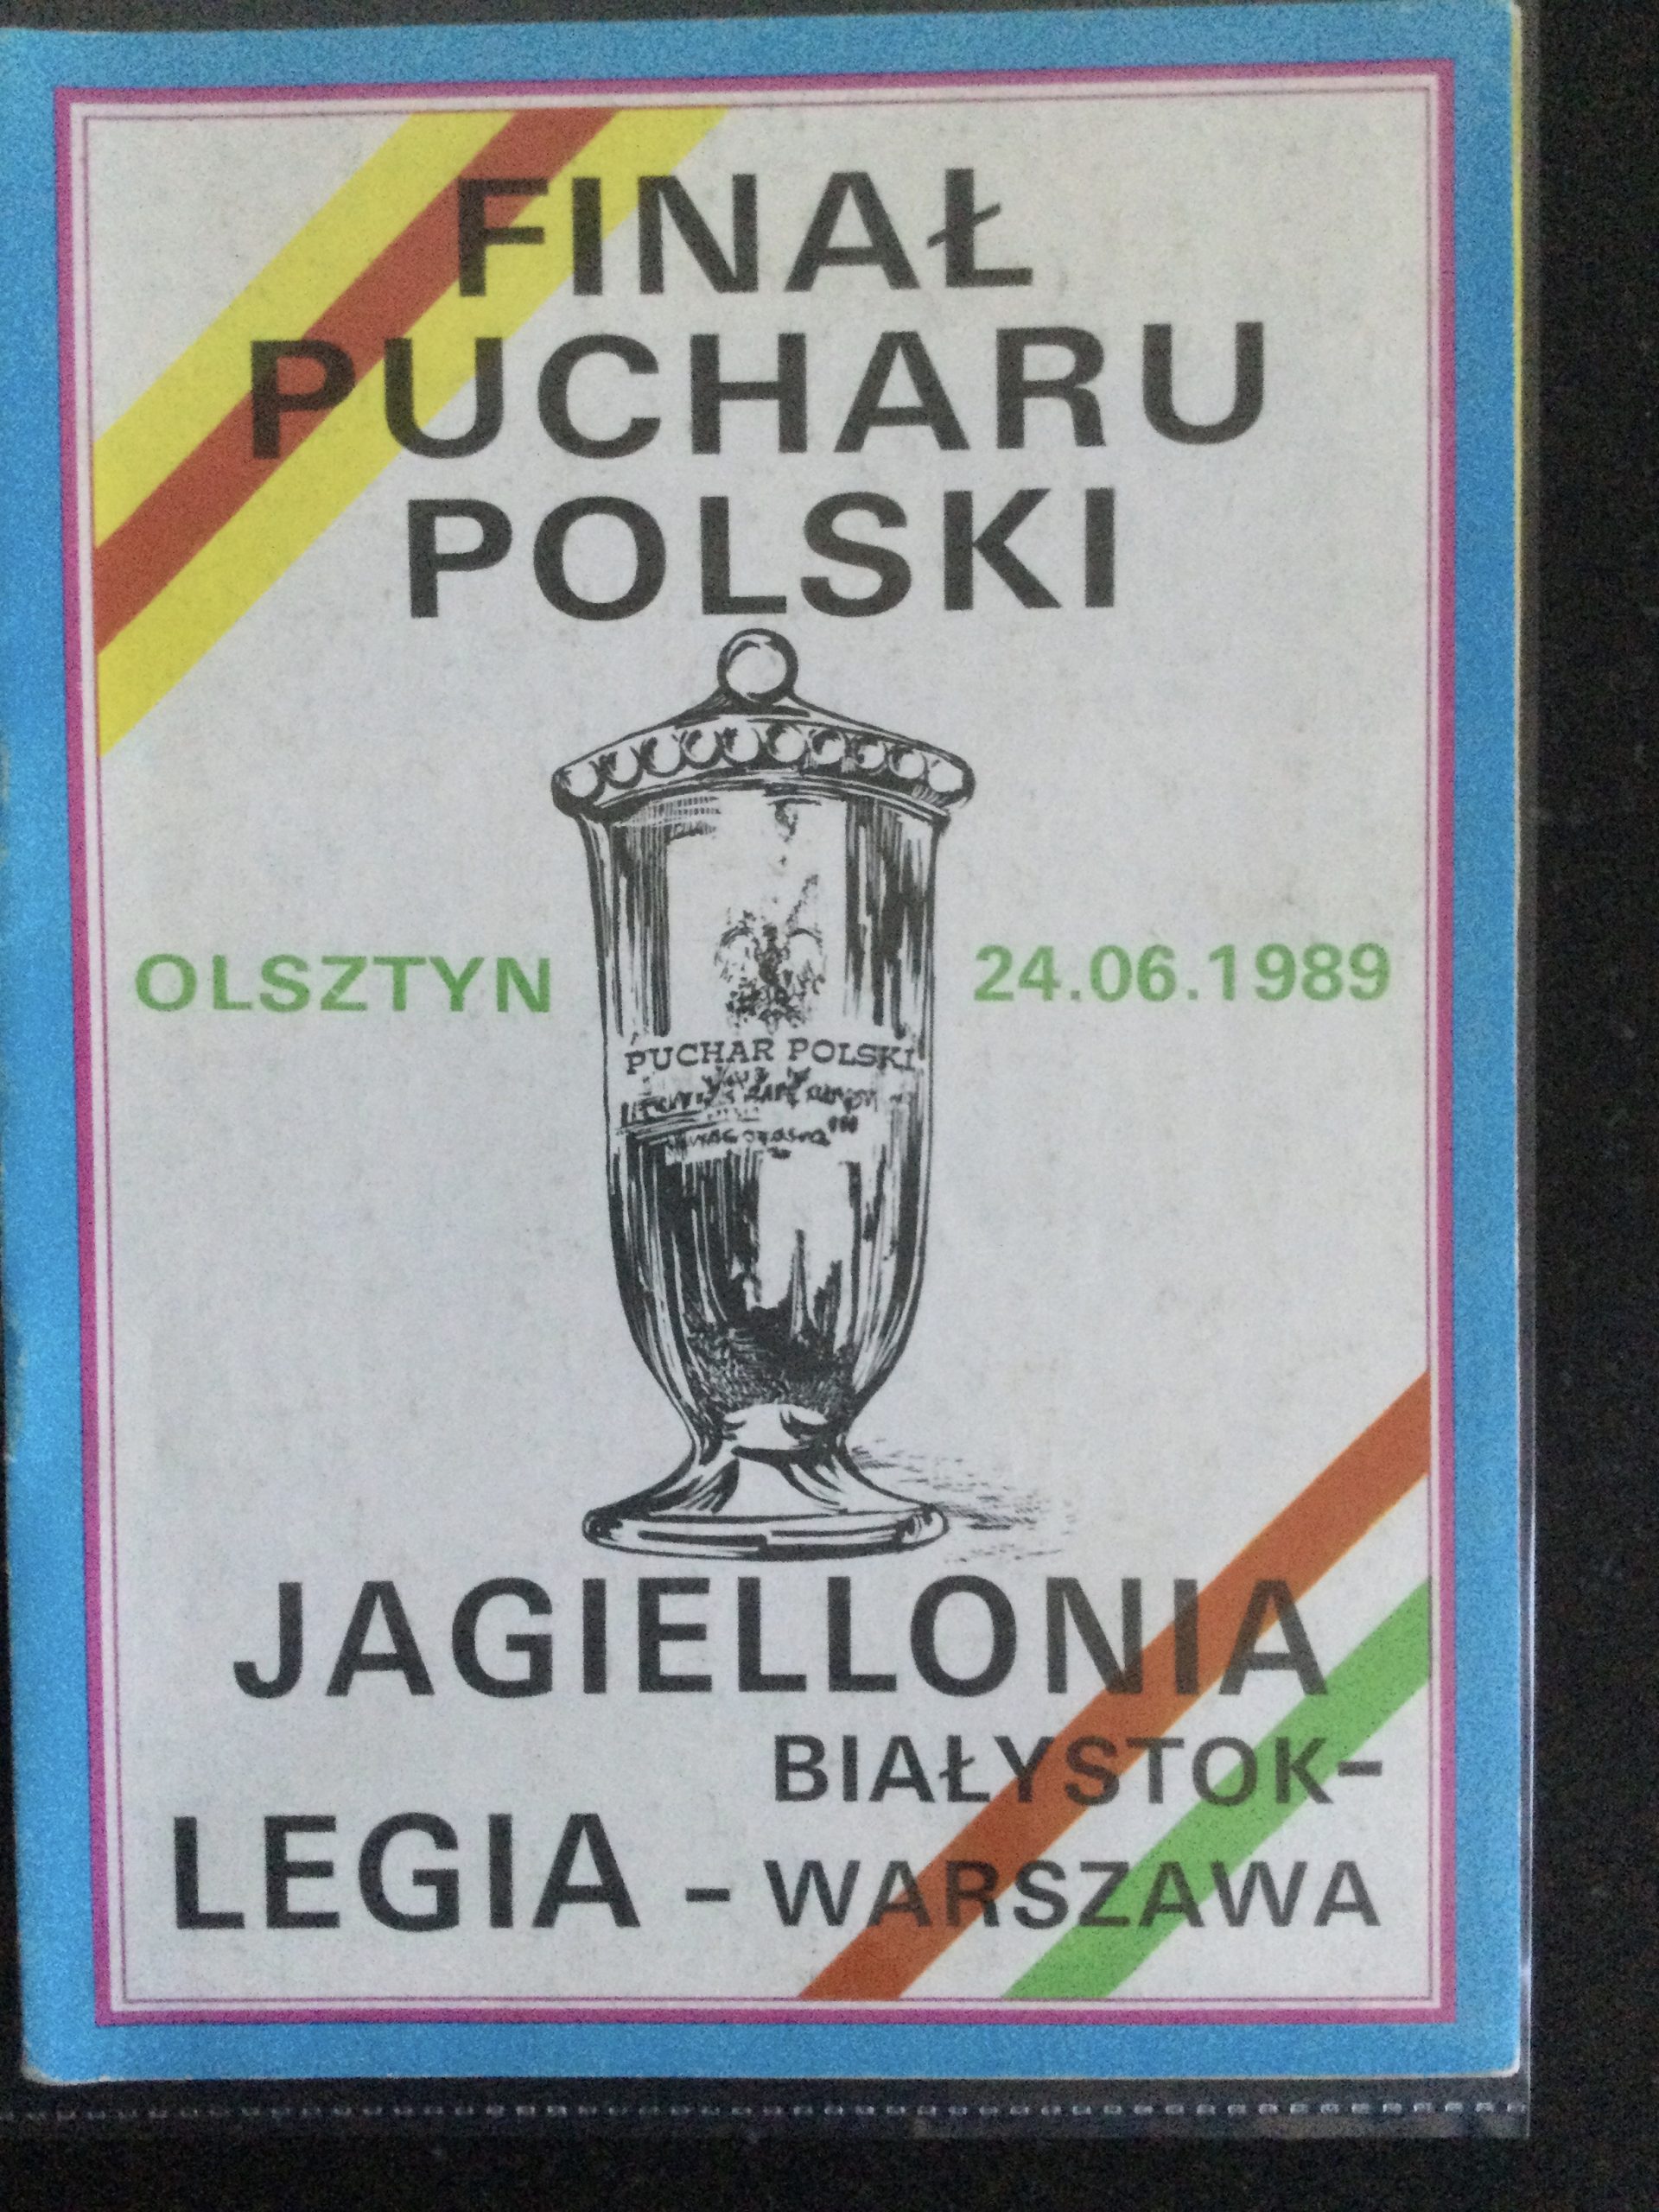 FINAŁ
PUCHARU
POLSKI
OLSZTYN 24.06.1989
PUCHAR POLSKI
JAGIELLONIA
BIAŁYSTOK-
LEGIA - WARSZAWA